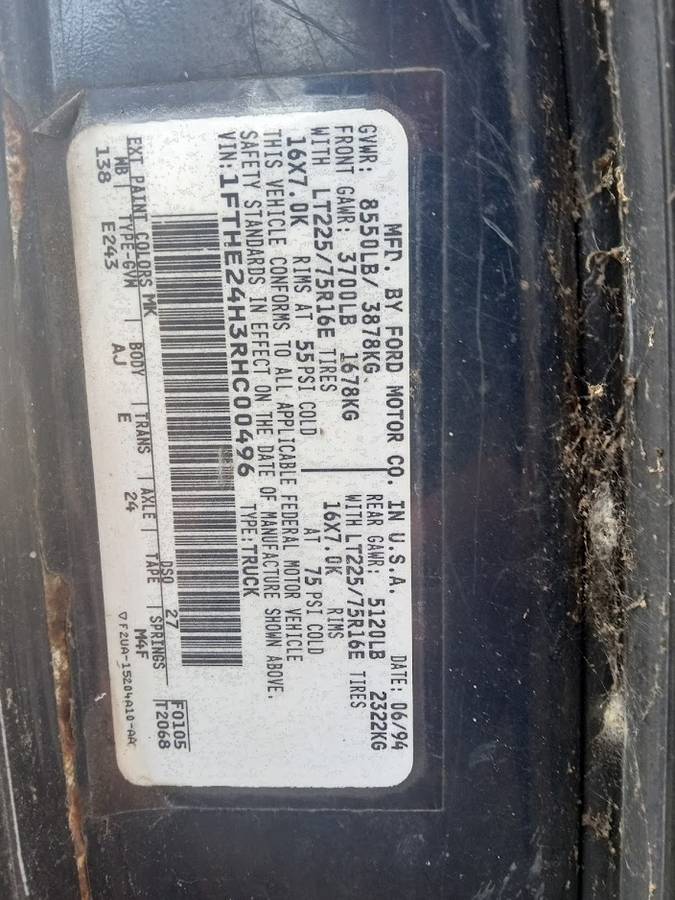 MFD. BY FORD MOTOR CO. IN U.S.A.
DATE: 06/94
GVWR: 8550LB/ 3878KG
FRONT GAWR: 3700LB 1678KG
WITH LT225/75R16E TIRES
16X7.0K RIMS AT 55PSI COLD
REAR GAWR: 5120LB 2322KG
WITH LT225/75R16E TIRES
16X7.0K RIMS
AT 75PSI COLD
THIS VEHICLE CONFORMS TO ALL APPLICABLE FEDERAL MOTOR VEHICLE
SAFETY STANDARDS IN EFFECT ON THE DATE OF MANUFACTURE SHOWN ABOVE.
VIN:1FTHE24H3RHC00496 TYPE:TRUCK
F0105
T2068
EXT PAINT COLORS MK DSO 27
WB | TYPE-GVM | BODY | TRANS | AXLE | TAPE | SPRINGS
138 E243 AJ E 24 M4F
▽F2UA-15204A10-AA